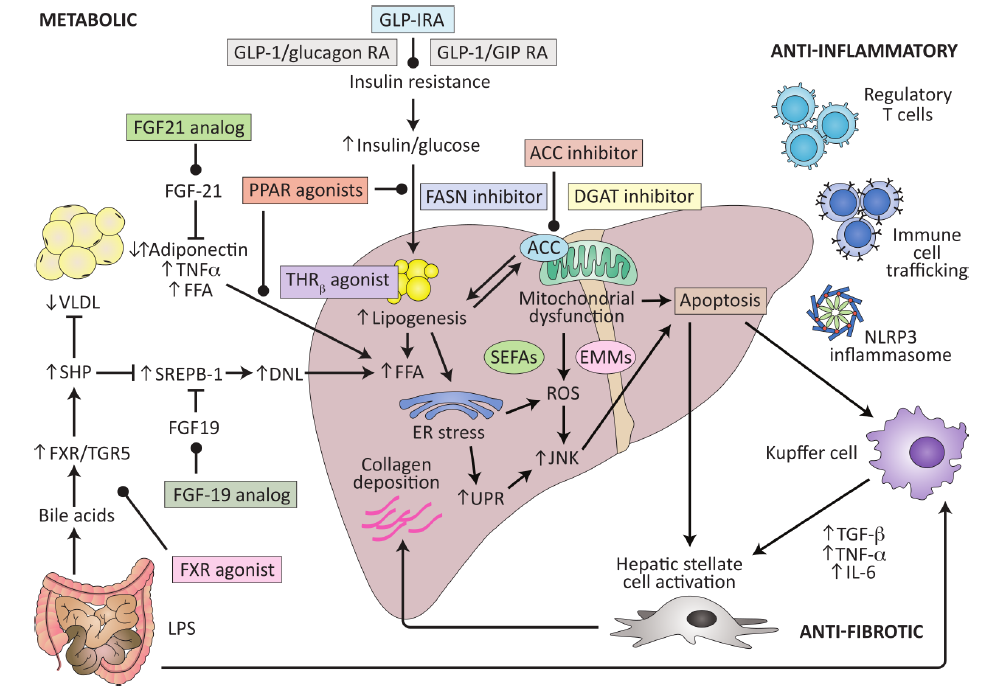 METABOLIC
GLP-IRA
GLP-1/glucagon RA
GLP-1/GIP RA
Insulin resistance
↑Insulin/glucose
FGF21 analog
FGF-21
PPAR agonists
↓↑Adiponectin
↑TNFα
↑FFA
FASN inhibitor
ACC inhibitor
DGAT inhibitor
THRβ agonist
ACC
↑Lipogenesis
Mitochondrial
dysfunction
Apoptosis
↓VLDL
↑SHP
↑SREPB-1
↑DNL
↑FFA
SEFAs
EMMs
ROS
FGF19
ER stress
↑JNK
↑FXR/TGR5
FGF-19 analog
Collagen
deposition
↑UPR
Bile acids
FXR agonist
LPS
ANTI-INFLAMMATORY
Regulatory
T cells
Immune
cell
trafficking
NLRP3
inflammasome
Kupffer cell
↑TGF-β
↑TNF-α
↑IL-6
Hepatic stellate
cell activation
ANTI-FIBROTIC